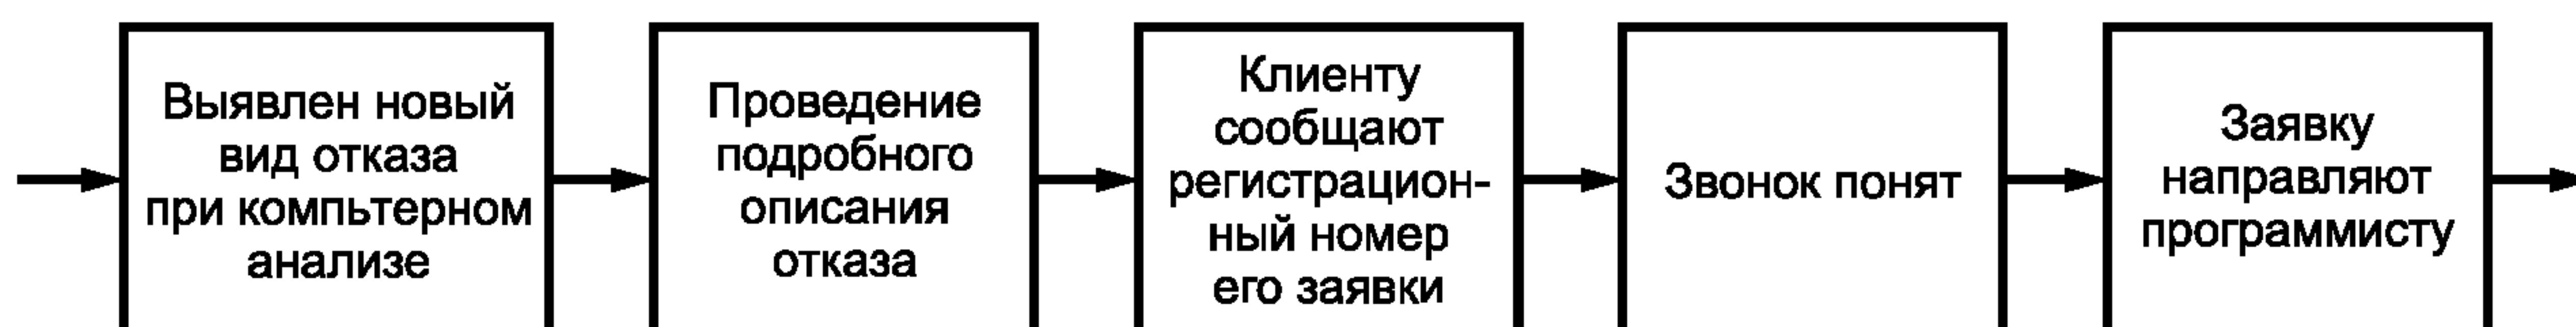 Выявлен новый
вид отказа
при компьтерном
анализе
Проведение
подробного
описания
отказа
Клиенту
сообщают
регистрацион-
ный номер
его заявки
Звонок понят
Заявку
направляют
программисту